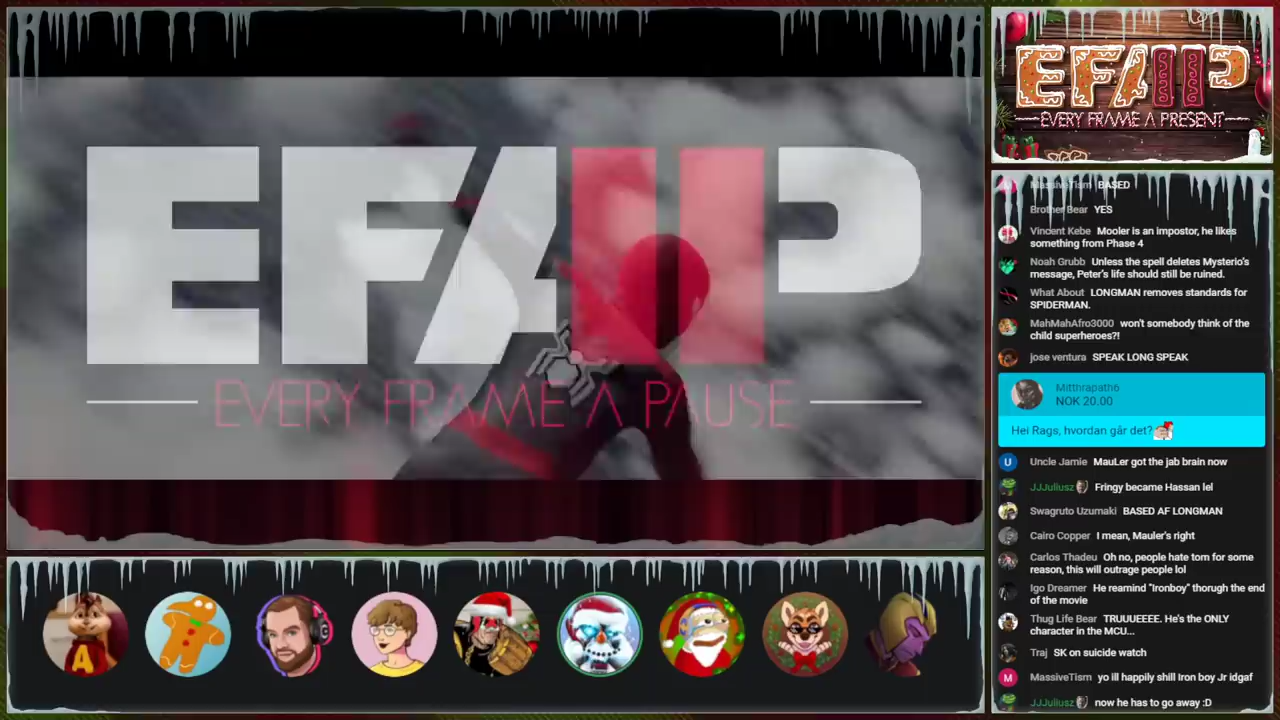 EFAP
EVERY FRAME A PAUSE
EFAP
EVERY FRAME A PRESENT
MassiveTism BASED
Brother Bear YES
Vincent Kebe Mooler is an impostor, he likes
something from Phase 4
Noah Grubb Unless the spell deletes Mysterio's
message, Peter's life should still be ruined.
What About LONGMAN removes standards for
SPIDERMAN.
MahMahAfro3000 won't somebody think of the
child superheroes?!
jose ventura SPEAK LONG SPEAK
Mitthrapath6
NOK 20.00
Hei Rags, hvordan går det?
U
Uncle Jamie MauLer got the jab brain now
JJJuliusz Fringy became Hassan lel
Swagruto Uzumaki BASED AF LONGMAN
Cairo Copper I mean, Mauler's right
Carlos Thadeu Oh no, people hate tom for some
reason, this will outrage people lol
Igo Dreamer He remaind "Ironboy" thorugh the end
of the movie
Thug Life Bear TRUUUEEEE. He's the ONLY
character in the MCU...
Traj SK on suicide watch
M
MassiveTism yo ill happily shill Iron boy Jr idgaf
JJJuliusz now he has to go away :D
A